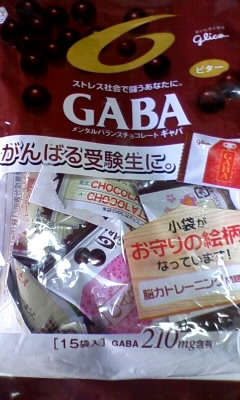 Glico
ビター
ストレス社会で闘うあなたに。
GABA
メンタルバランスチョコレート ギャバ
がんばる受験生に。
GABA
CHOCOLA
CHOCOLA
小袋が
お守りの絵柄
なっています!
脳力トレーニング
[15袋入] GABA 210mg含有